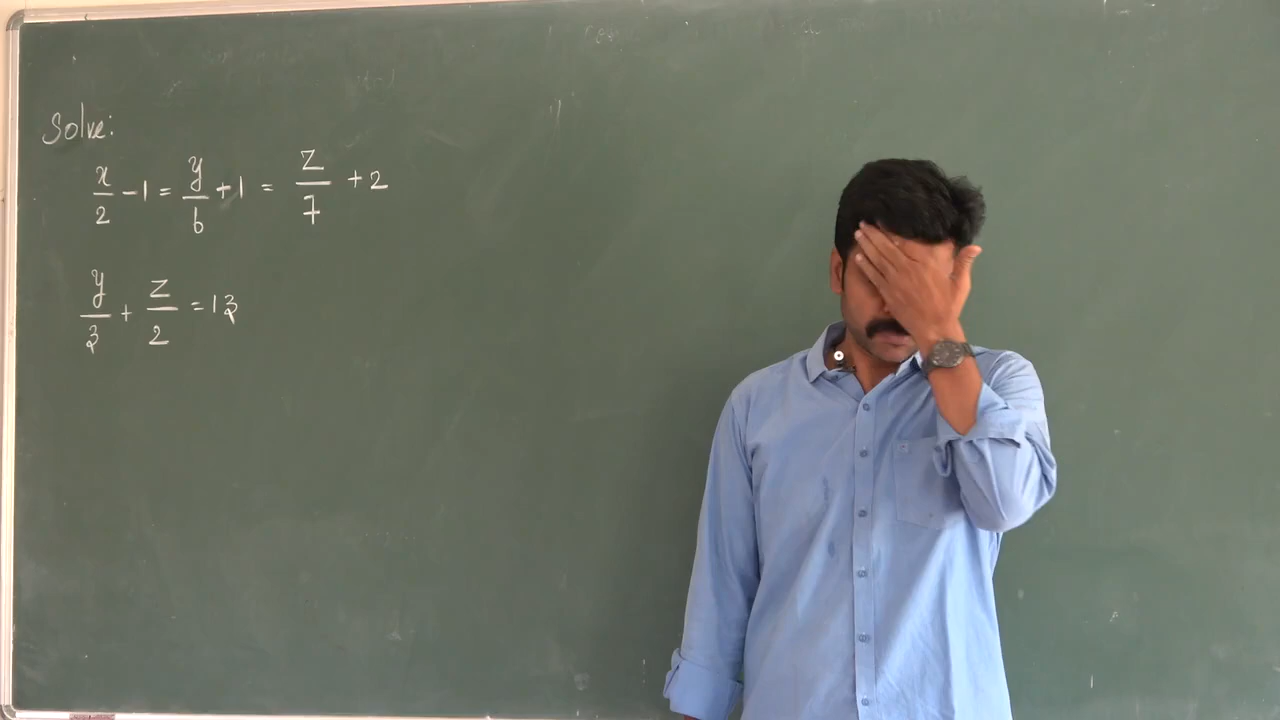 Solve:
x/2 - 1 = y/6 + 1 = z/7 + 2
y/3 + z/2 = 13